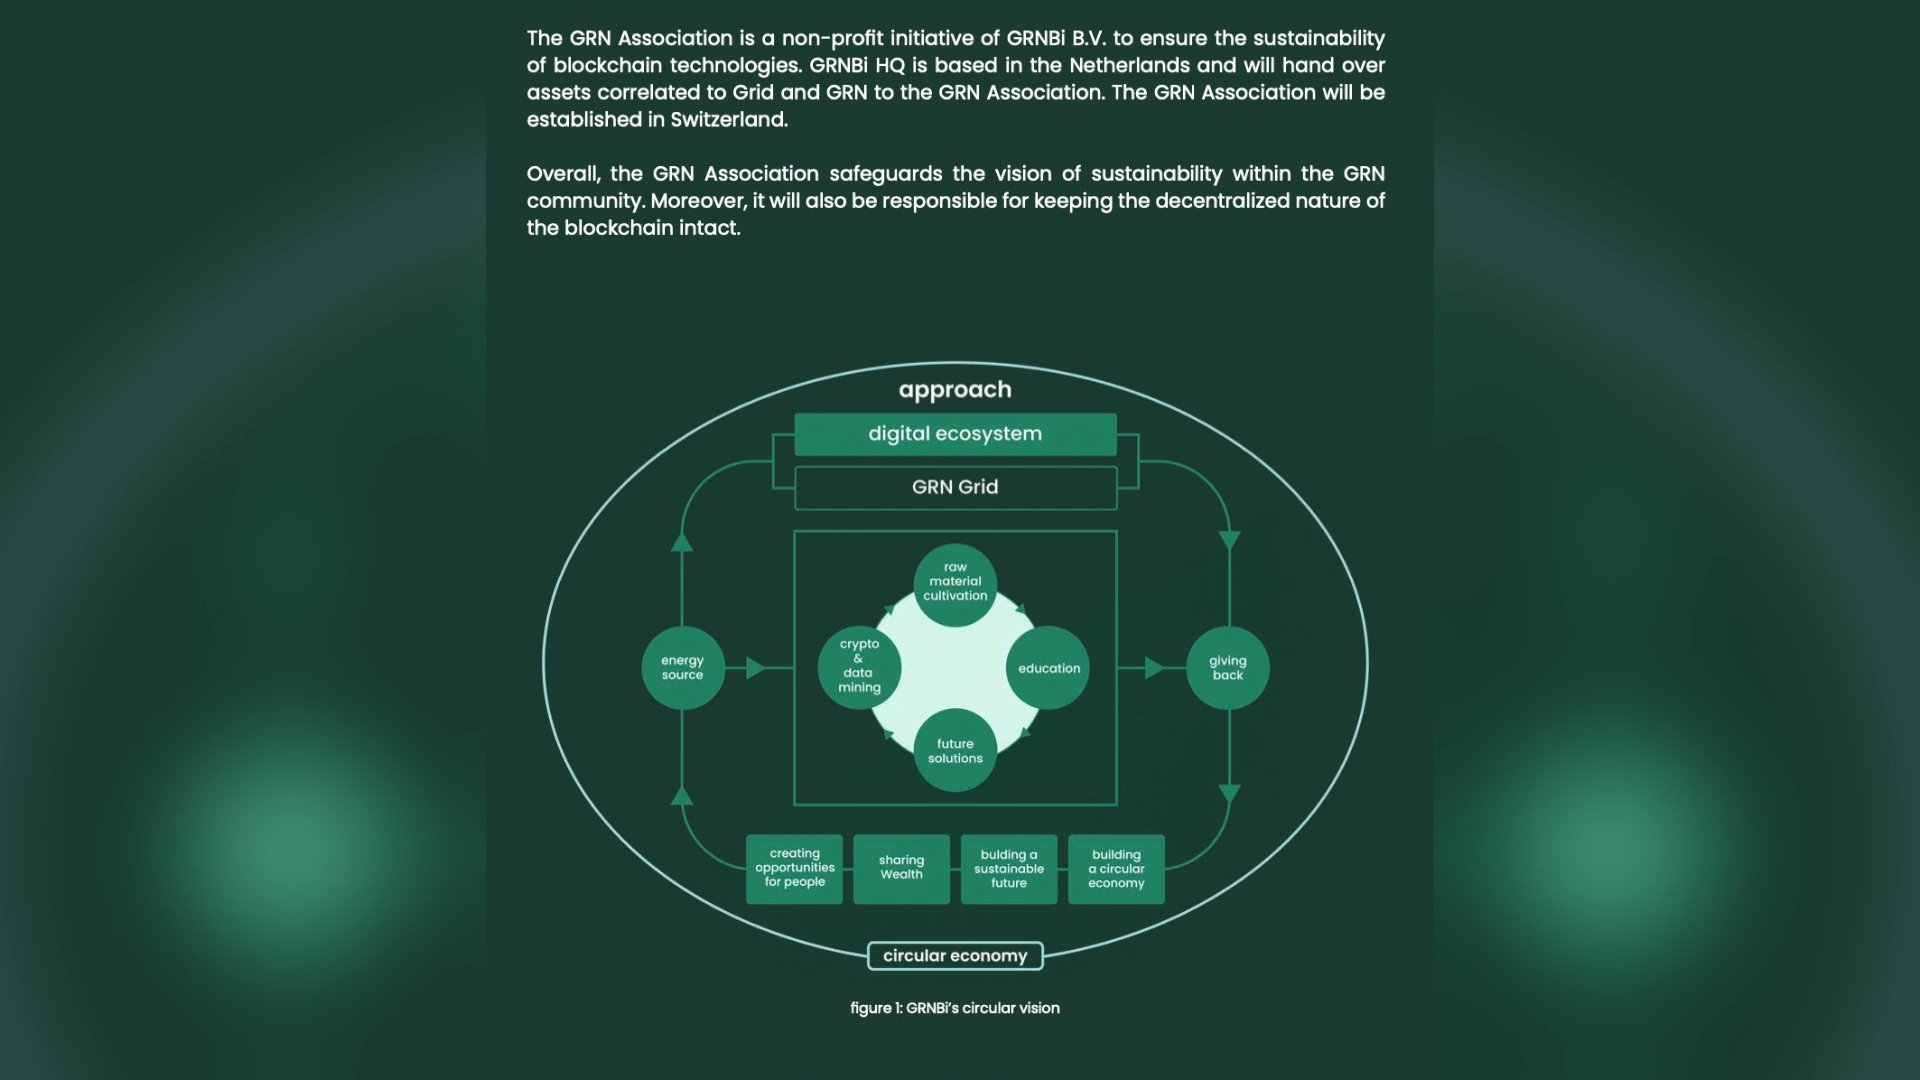 The GRN Association is a non-profit initiative of GRNBi B.V. to ensure the sustainability
of blockchain technologies. GRNBi HQ is based in the Netherlands and will hand over
assets correlated to Grid and GRN to the GRN Association. The GRN Association will be
established in Switzerland.
Overall, the GRN Association safeguards the vision of sustainability within the GRN
community. Moreover, it will also be responsible for keeping the decentralized nature of
the blockchain intact.
approach
digital ecosystem
GRN Grid
raw
material
cultivation
energy
source
crypto
&
data
mining
education
giving
back
future
solutions
creating
opportunities
for people
sharing
Wealth
bulding a
sustainable
future
building
a circular
economy
circular economy
figure 1: GRNBi's circular vision